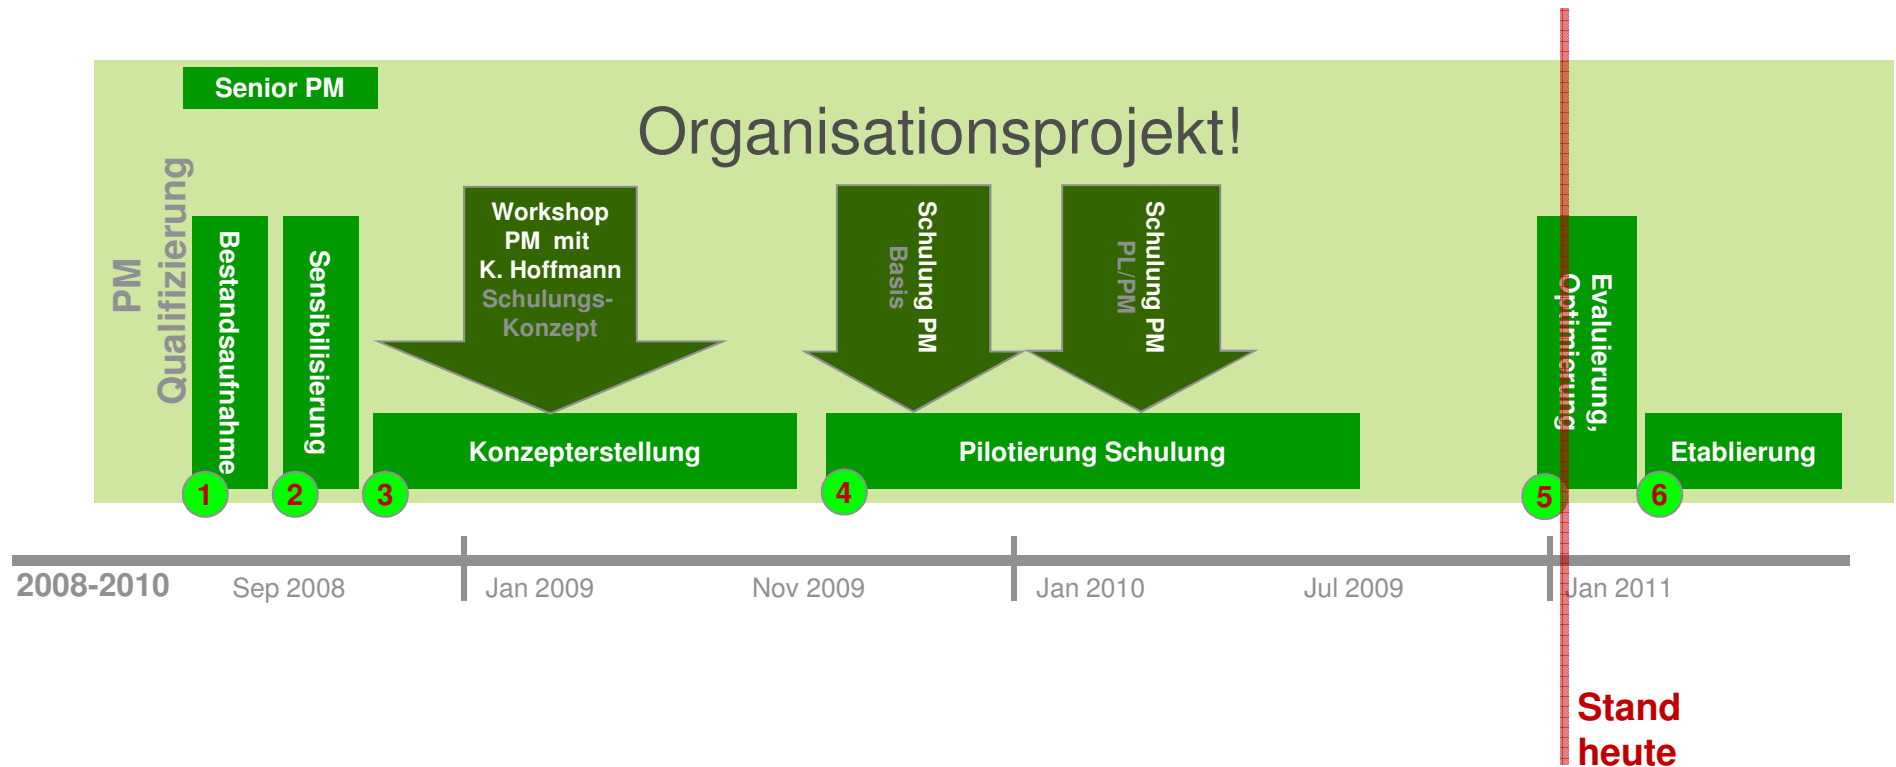 Senior PM
Organisationsprojekt!
PM
Qualifizierung
Bestandsaufnahme
Sensibilisierung
Workshop
PM mit
K. Hoffmann
Schulungs-
Konzept
Schulung PM
Basis
Schulung PM
PL/PM
Evaluierung,
Optimierung
Konzepterstellung
Pilotierung Schulung
Etablierung
1
2
3
4
5
6
2008-2010
Sep 2008
Jan 2009
Nov 2009
Jan 2010
Jul 2009
Jan 2011
Stand
heute